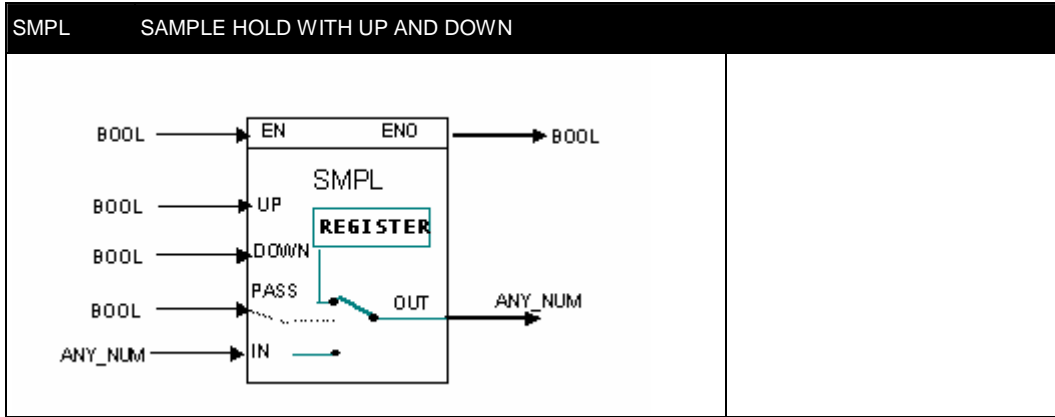 SMPL SAMPLE HOLD WITH UP AND DOWN
BOOL EN ENO BOOL
SMPL
BOOL UP
REGISTER
BOOL DOWN
PASS
BOOL OUT ANY_NUM
ANY_NUM IN